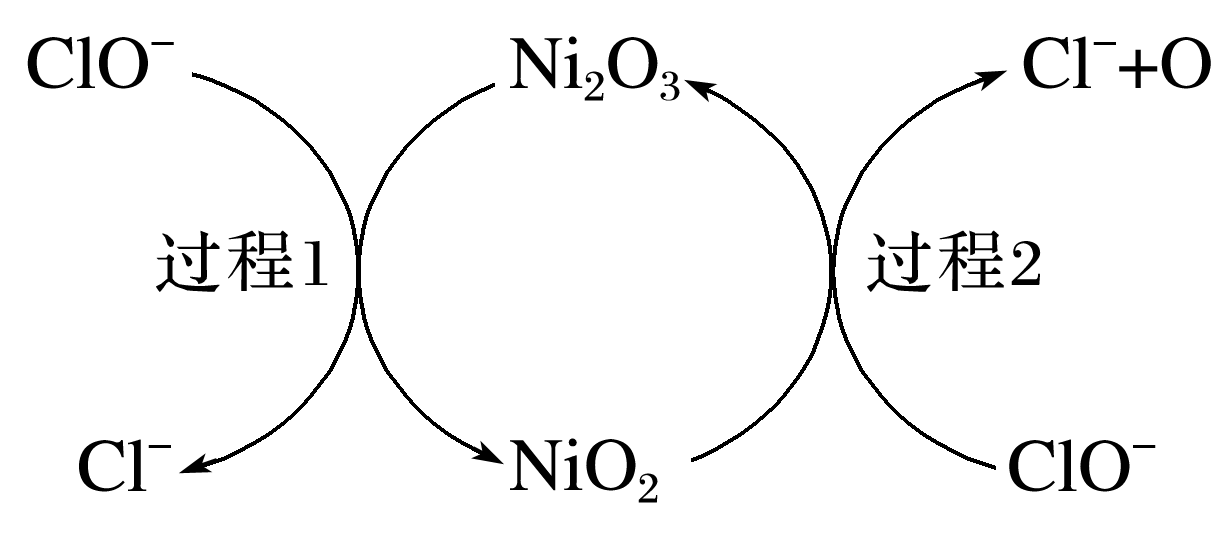 ClO⁻ Ni₂O₃ Cl⁻+O
过程1 过程2
Cl⁻ NiO₂ ClO⁻